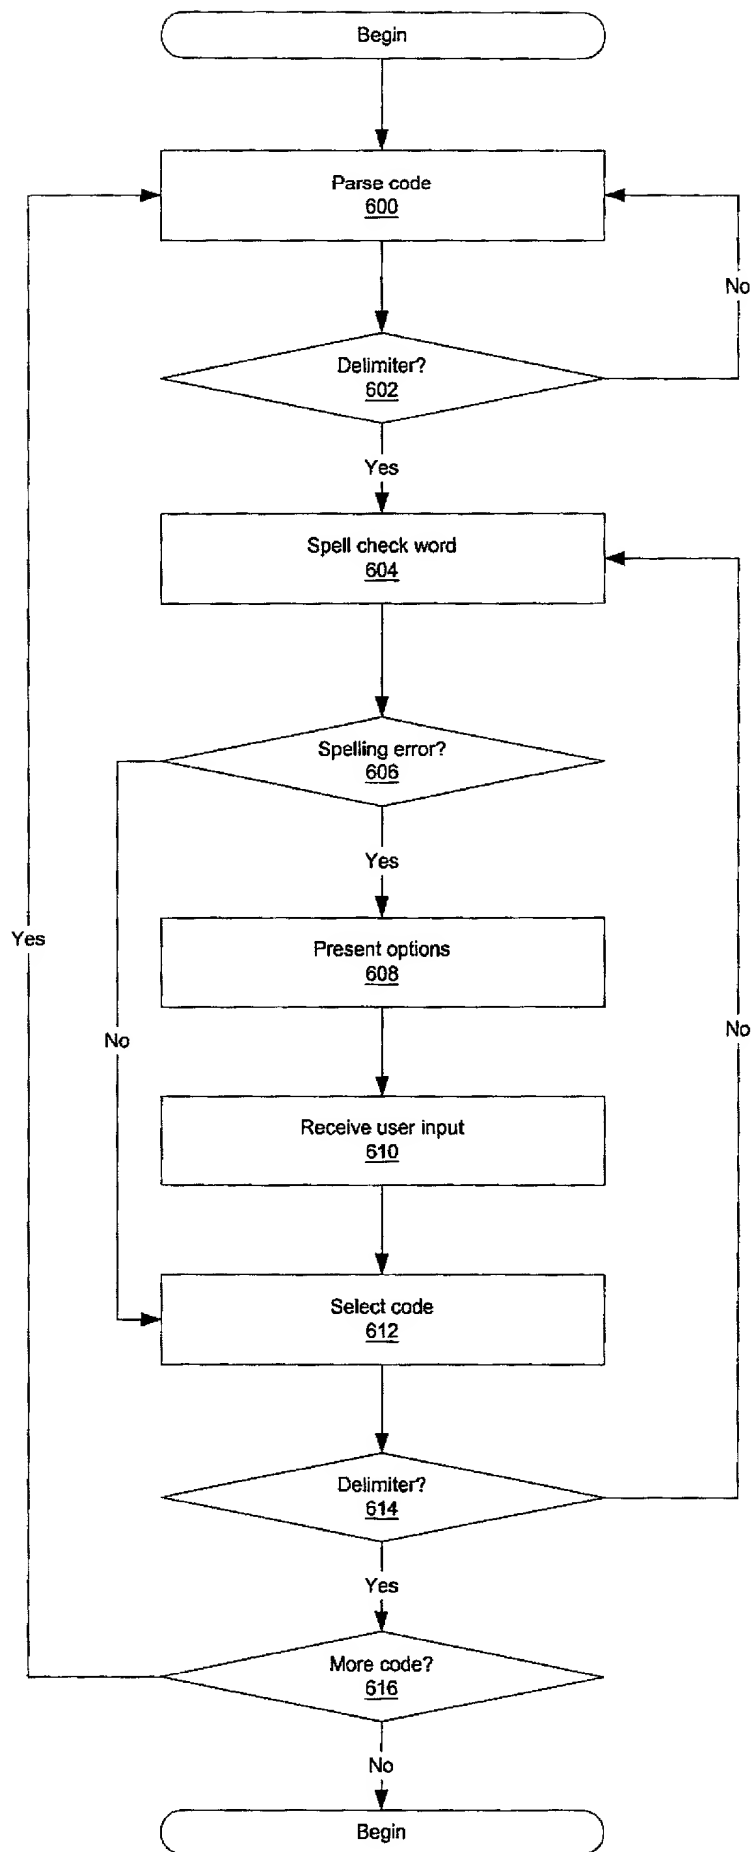 Begin
Parse code
600
No
Delimiter?
602
Yes
Spell check word
604
Spelling error?
606
Yes
Present options
608
Yes
No
No
Receive user input
610
Select code
612
Delimiter?
614
Yes
More code?
616
No
Begin